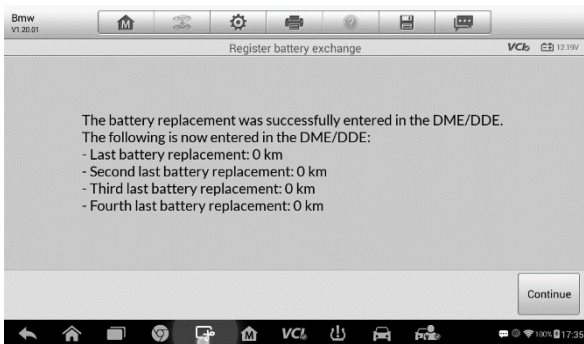 Bmw
V1.20.01
M
Register battery exchange
VCI 12.19V
The battery replacement was successfully entered in the DME/DDE.
The following is now entered in the DME/DDE:
- Last battery replacement: 0 km
- Second last battery replacement: 0 km
- Third last battery replacement: 0 km
- Fourth last battery replacement: 0 km
Continue
M VCI 100% 17:35